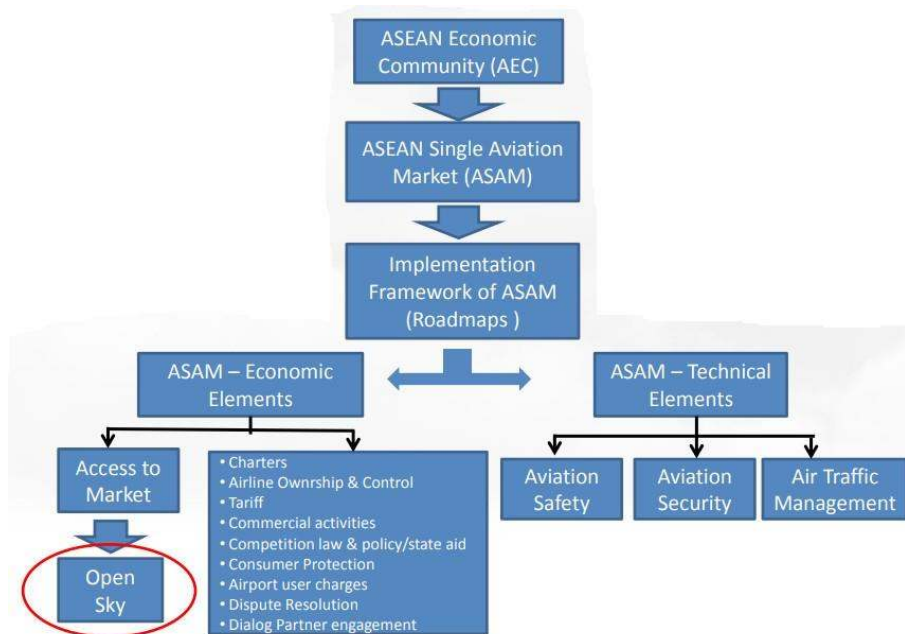 ASEAN Economic
Community (AEC)
ASEAN Single Aviation
Market (ASAM)
Implementation
Framework of ASAM
(Roadmaps )
ASAM – Economic
Elements
ASAM – Technical
Elements
Access to
Market
Open
Sky
• Charters
• Airline Ownrship & Control
• Tariff
• Commercial activities
• Competition law & policy/state aid
• Consumer Protection
• Airport user charges
• Dispute Resolution
• Dialog Partner engagement
Aviation
Safety
Aviation
Security
Air Traffic
Management